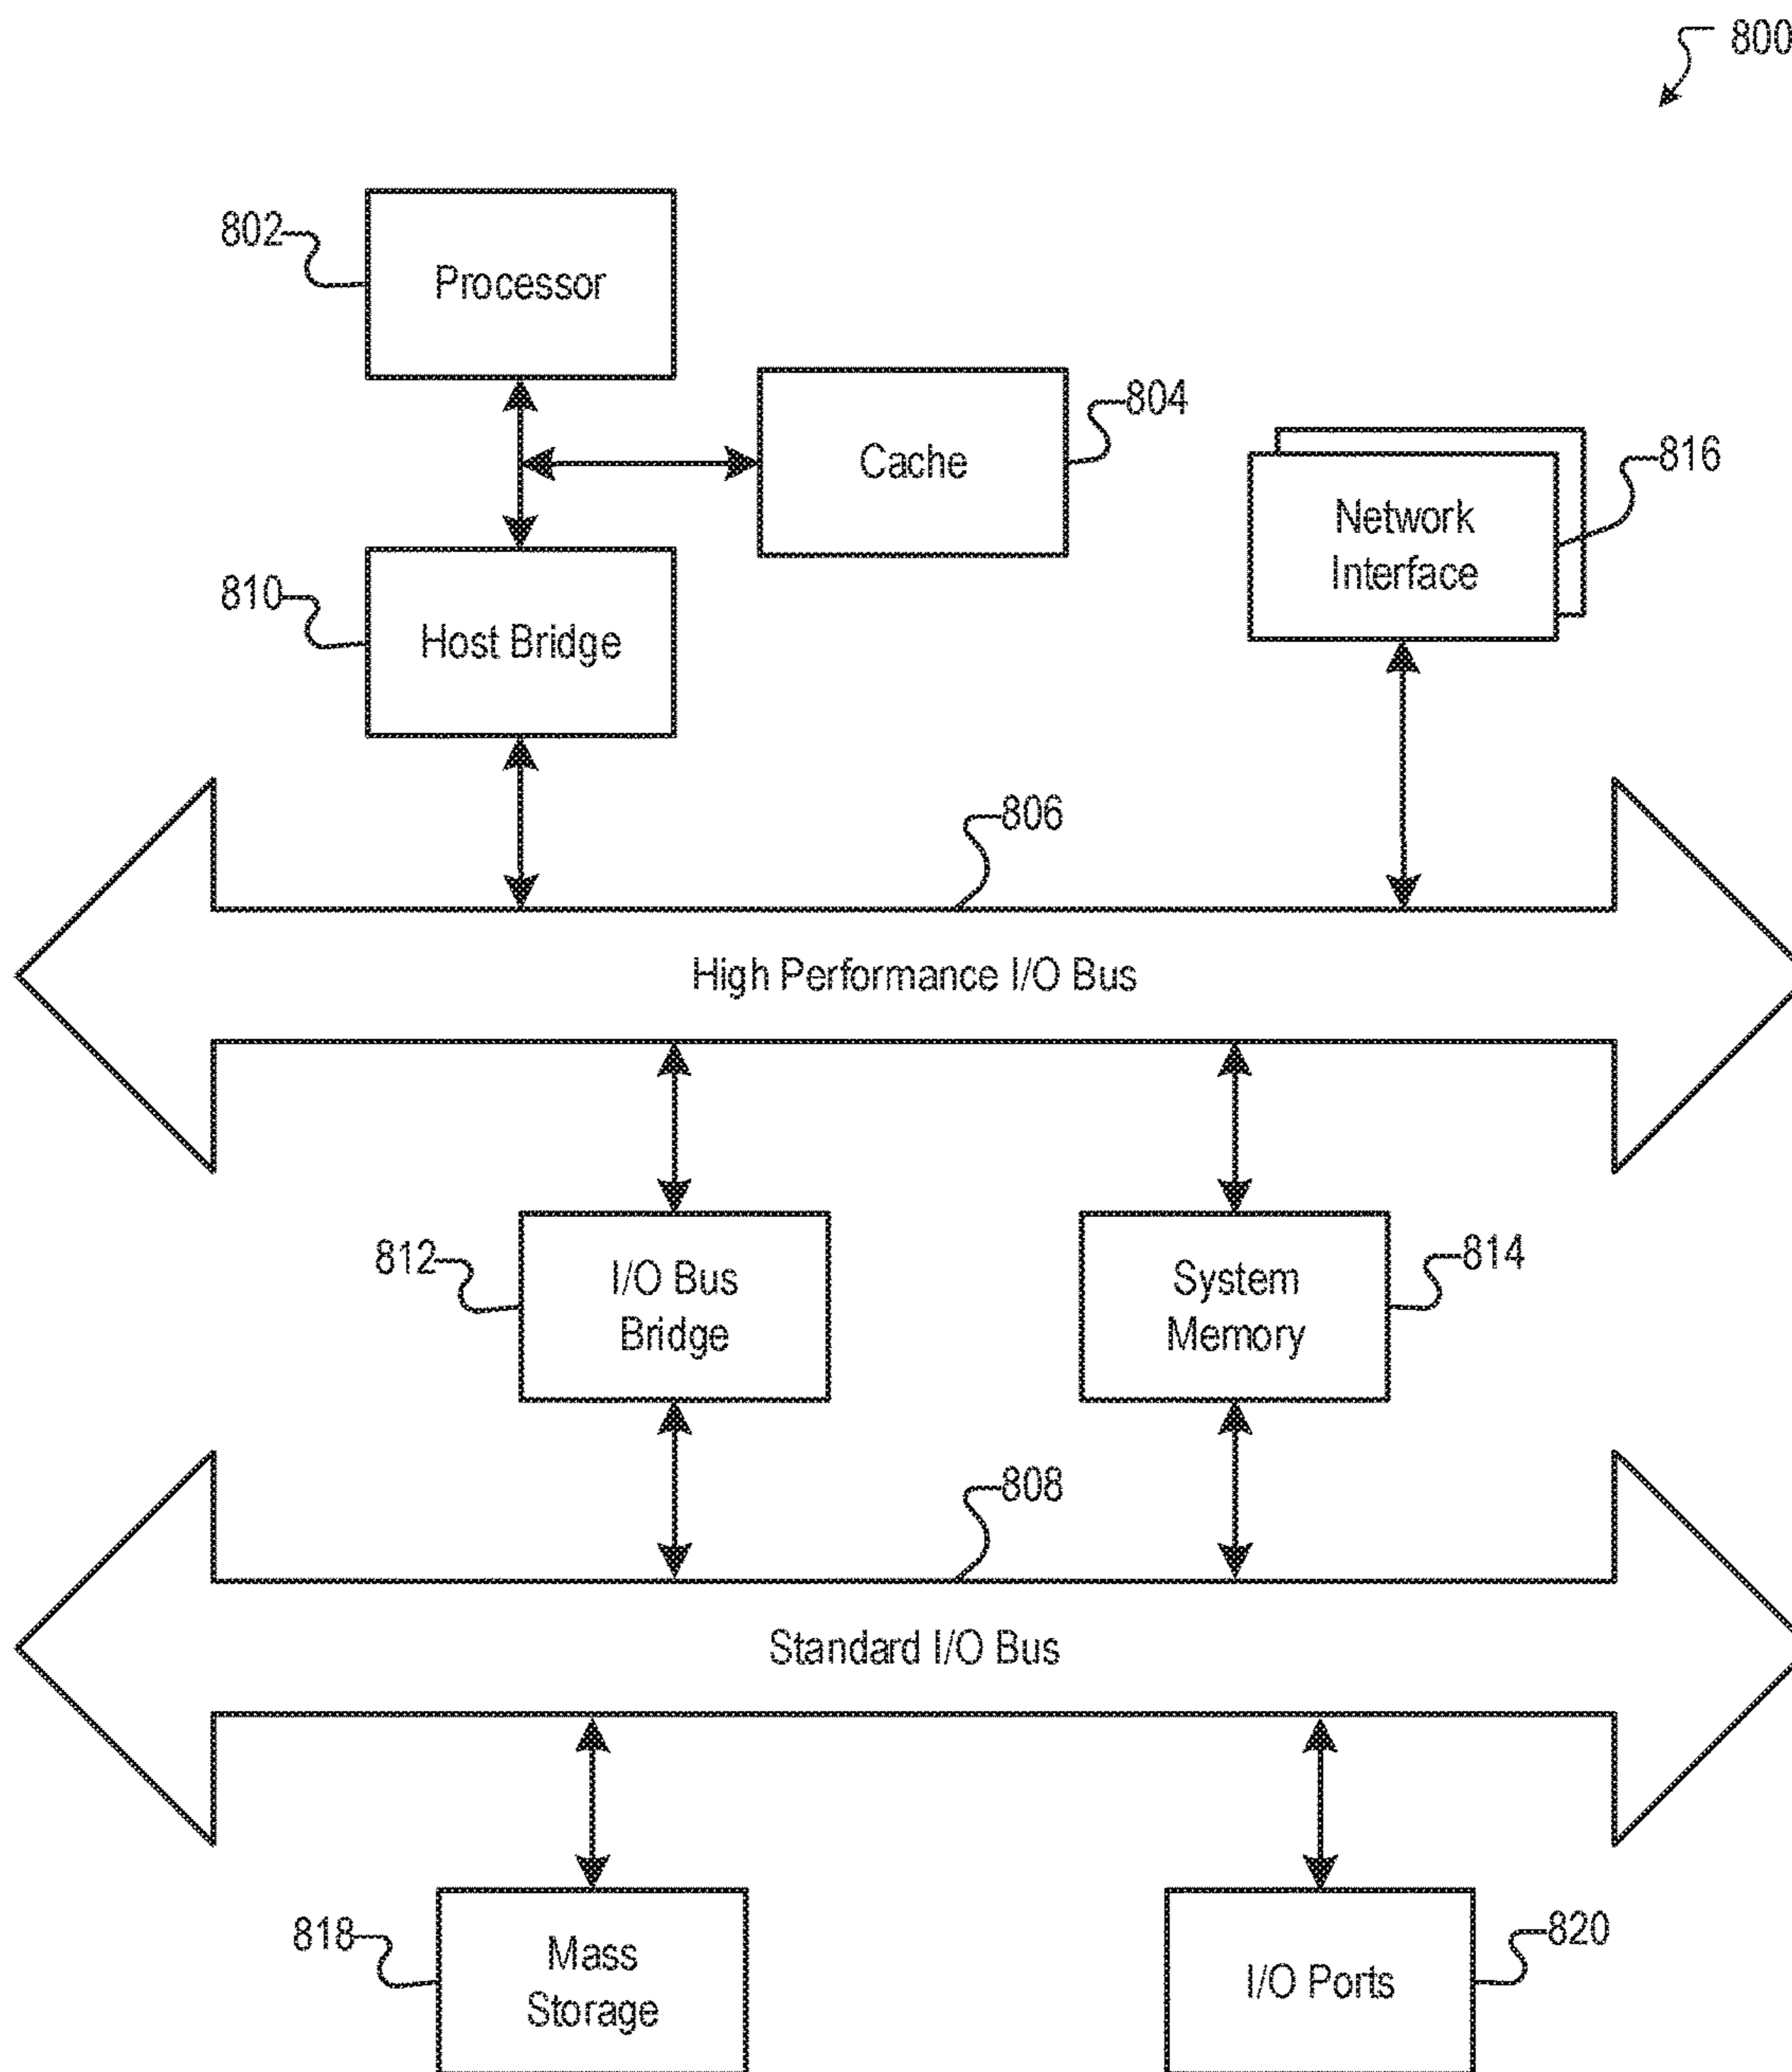 800
802
Processor
804
Cache
816
Network
Interface
810
Host Bridge
806
High Performance I/O Bus
812
I/O Bus
Bridge
System
Memory
814
808
Standard I/O Bus
818
Mass
Storage
I/O Ports
820